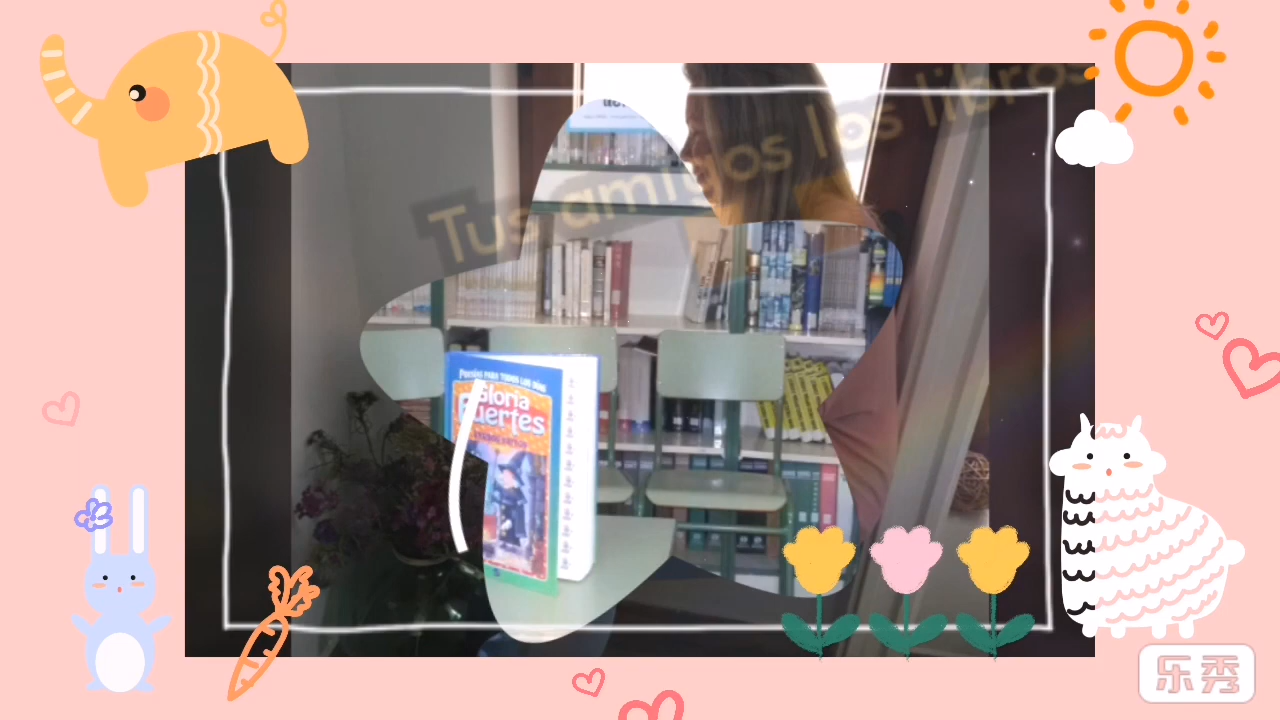 Tus amigos los libros
POESÍAS PARA TODOS LOS DÍAS
Gloria
Fuertes
乐秀